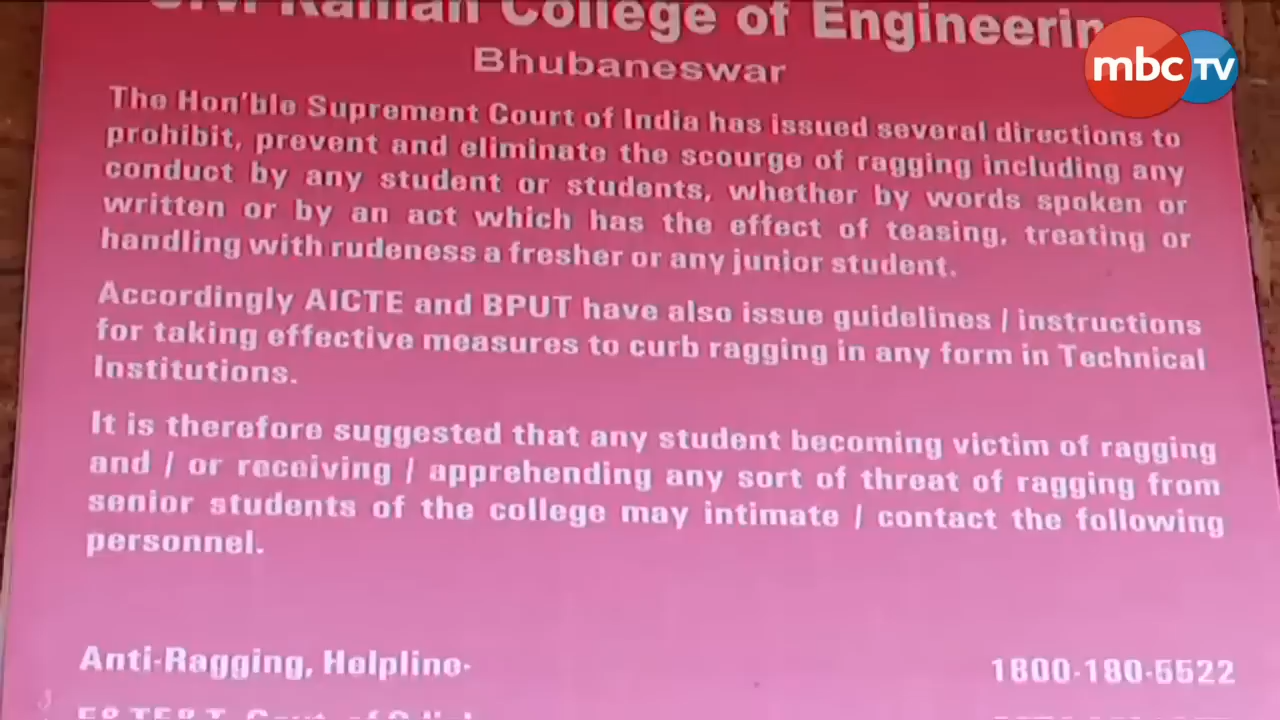 Raman College of Engineerin
mbc TV
Bhubaneswar
The Hon'ble Suprement Court of India has issued several directions to
prohibit, prevent and eliminate the scourge of ragging including any
conduct by any student or students, whether by words spoken or
written or by an act which has the effect of teasing, treating or
handling with rudeness a fresher or any junior student.
Accordingly AICTE and BPUT have also issue guidelines / instructions
for taking effective measures to curb ragging in any form in Technical
Institutions.
It is therefore suggested that any student becoming victim of ragging
and / or receiving / apprehending any sort of threat of ragging from
senior students of the college may intimate / contact the following
personnel.
Anti-Ragging, Helpline- 1800-180-5522